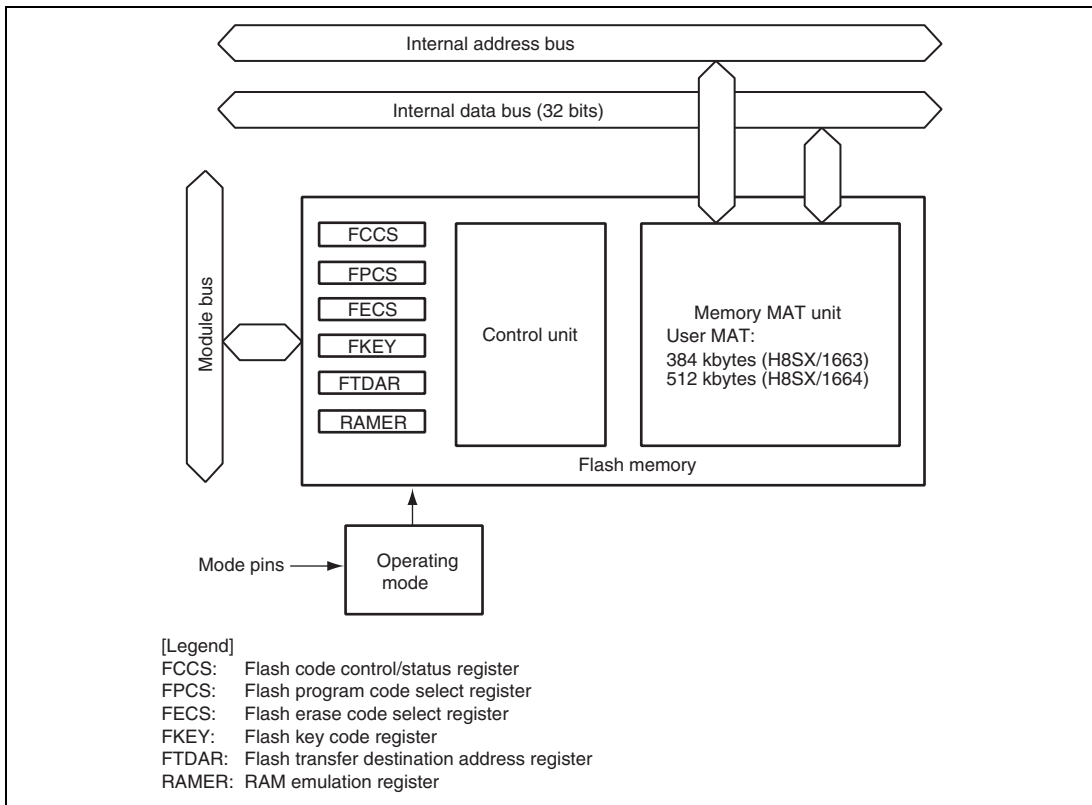 Internal address bus
Internal data bus (32 bits)
Module bus
FCCS
FPCS
FECS
FKEY
FTDAR
RAMER
Control unit
Memory MAT unit
User MAT:
384 kbytes (H8SX/1663)
512 kbytes (H8SX/1664)
Flash memory
Mode pins
Operating
mode
[Legend]
FCCS: Flash code control/status register
FPCS: Flash program code select register
FECS: Flash erase code select register
FKEY: Flash key code register
FTDAR: Flash transfer destination address register
RAMER: RAM emulation register